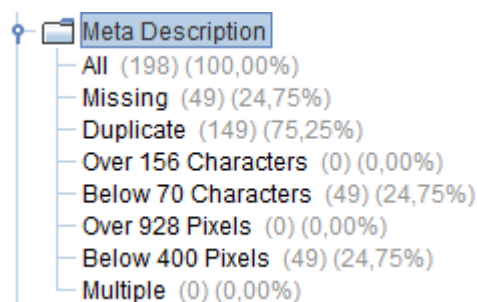 Meta Description
All (198) (100,00%)
Missing (49) (24,75%)
Duplicate (149) (75,25%)
Over 156 Characters (0) (0,00%)
Below 70 Characters (49) (24,75%)
Over 928 Pixels (0) (0,00%)
Below 400 Pixels (49) (24,75%)
Multiple (0) (0,00%)